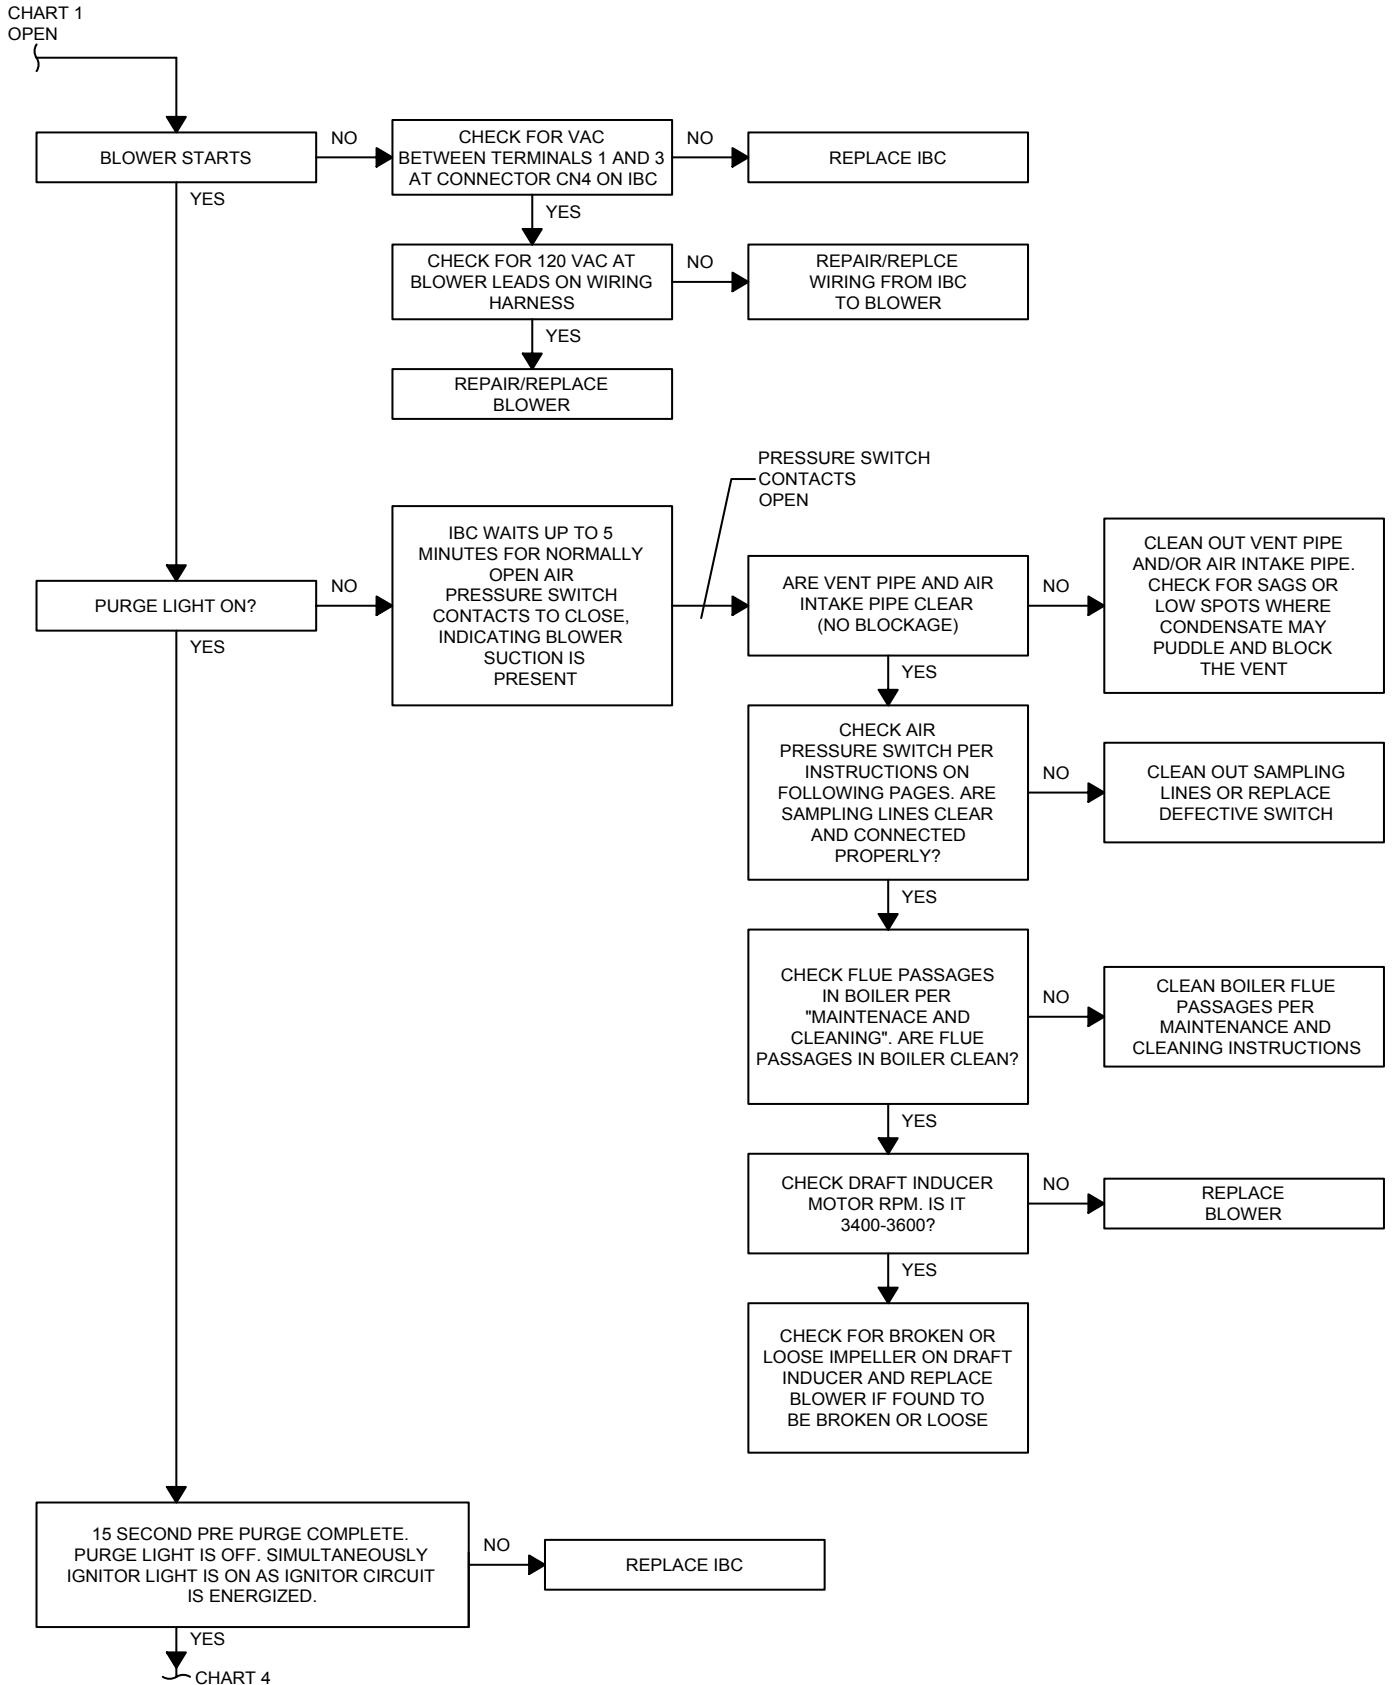 CHART 1
OPEN
BLOWER STARTS
NO
CHECK FOR VAC
BETWEEN TERMINALS 1 AND 3
AT CONNECTOR CN4 ON IBC
NO
REPLACE IBC
YES
YES
CHECK FOR 120 VAC AT
BLOWER LEADS ON WIRING
HARNESS
NO
REPAIR/REPLCE
WIRING FROM IBC
TO BLOWER
YES
REPAIR/REPLACE
BLOWER
PRESSURE SWITCH
CONTACTS
OPEN
PURGE LIGHT ON?
NO
IBC WAITS UP TO 5
MINUTES FOR NORMALLY
OPEN AIR
PRESSURE SWITCH
CONTACTS TO CLOSE,
INDICATING BLOWER
SUCTION IS
PRESENT
ARE VENT PIPE AND AIR
INTAKE PIPE CLEAR
(NO BLOCKAGE)
NO
CLEAN OUT VENT PIPE
AND/OR AIR INTAKE PIPE.
CHECK FOR SAGS OR
LOW SPOTS WHERE
CONDENSATE MAY
PUDDLE AND BLOCK
THE VENT
YES
YES
CHECK AIR
PRESSURE SWITCH PER
INSTRUCTIONS ON
FOLLOWING PAGES. ARE
SAMPLING LINES CLEAR
AND CONNECTED
PROPERLY?
NO
CLEAN OUT SAMPLING
LINES OR REPLACE
DEFECTIVE SWITCH
YES
CHECK FLUE PASSAGES
IN BOILER PER
"MAINTENACE AND
CLEANING". ARE FLUE
PASSAGES IN BOILER CLEAN?
NO
CLEAN BOILER FLUE
PASSAGES PER
MAINTENANCE AND
CLEANING INSTRUCTIONS
YES
CHECK DRAFT INDUCER
MOTOR RPM. IS IT
3400-3600?
NO
REPLACE
BLOWER
YES
CHECK FOR BROKEN OR
LOOSE IMPELLER ON DRAFT
INDUCER AND REPLACE
BLOWER IF FOUND TO
BE BROKEN OR LOOSE
15 SECOND PRE PURGE COMPLETE.
PURGE LIGHT IS OFF. SIMULTANEOUSLY
IGNITOR LIGHT IS ON AS IGNITOR CIRCUIT
IS ENERGIZED.
NO
REPLACE IBC
YES
CHART 4